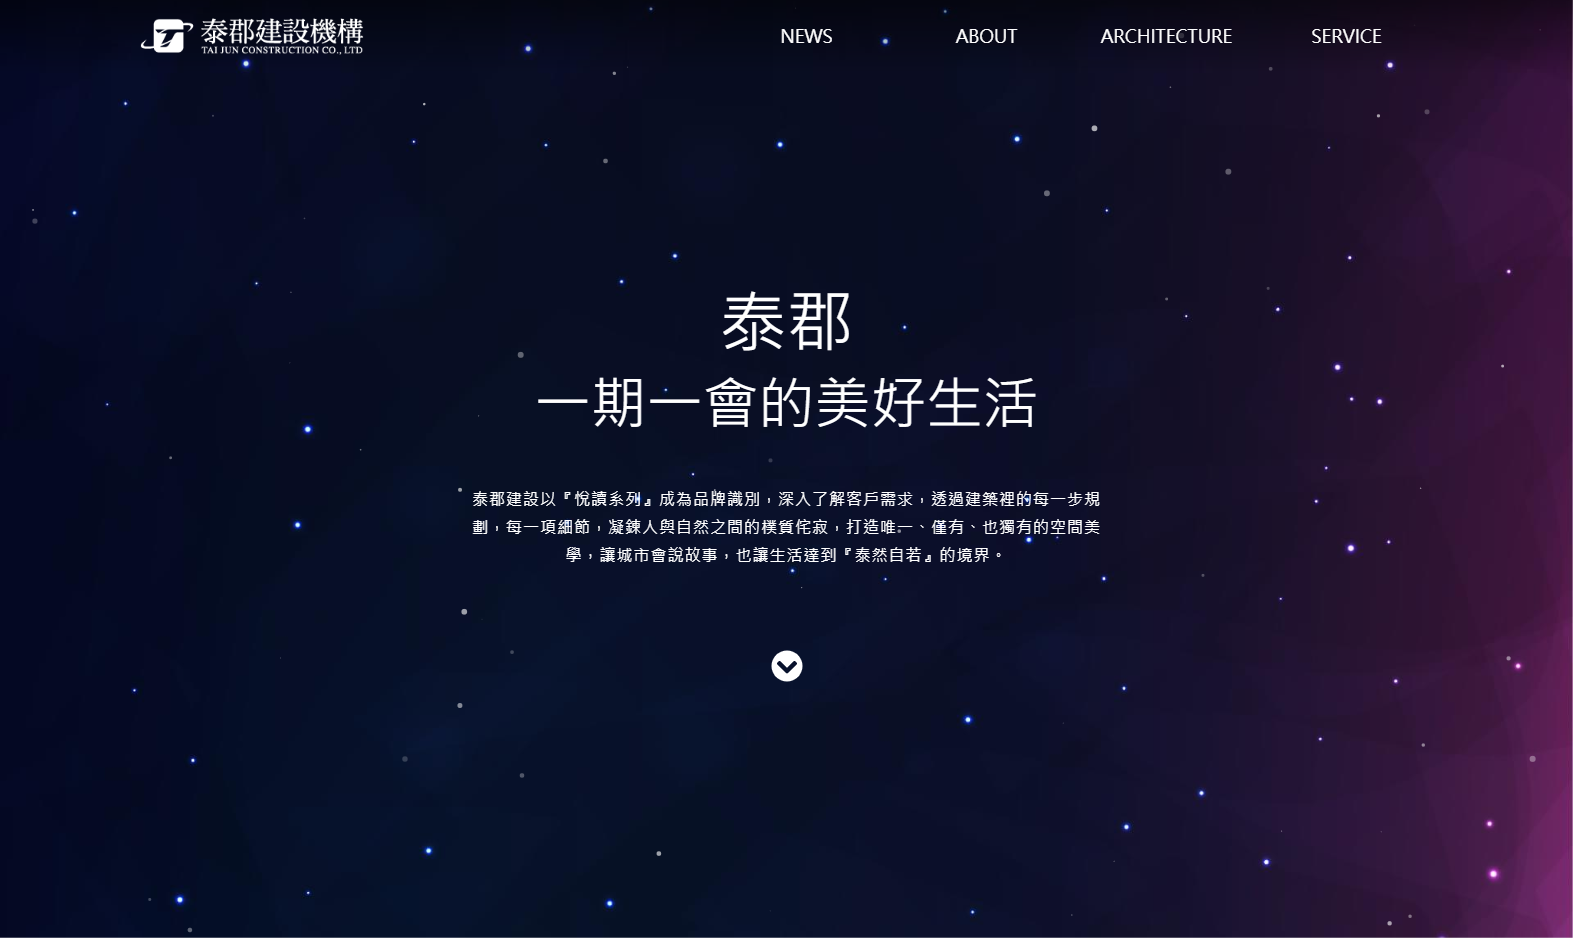 泰郡建設機構
TAI JUN CONSTRUCTION CO., LTD
NEWS ABOUT ARCHITECTURE SERVICE
泰郡
一期一會的美好生活
泰郡建設以『悅讀系列』成為品牌識別，深入了解客戶需求，透過建築裡的每一步規
劃，每一項細節，凝鍊人與自然之間的樸質侘寂，打造唯一、僅有、也獨有的空間美
學，讓城市會說故事，也讓生活達到『泰然自若』的境界。